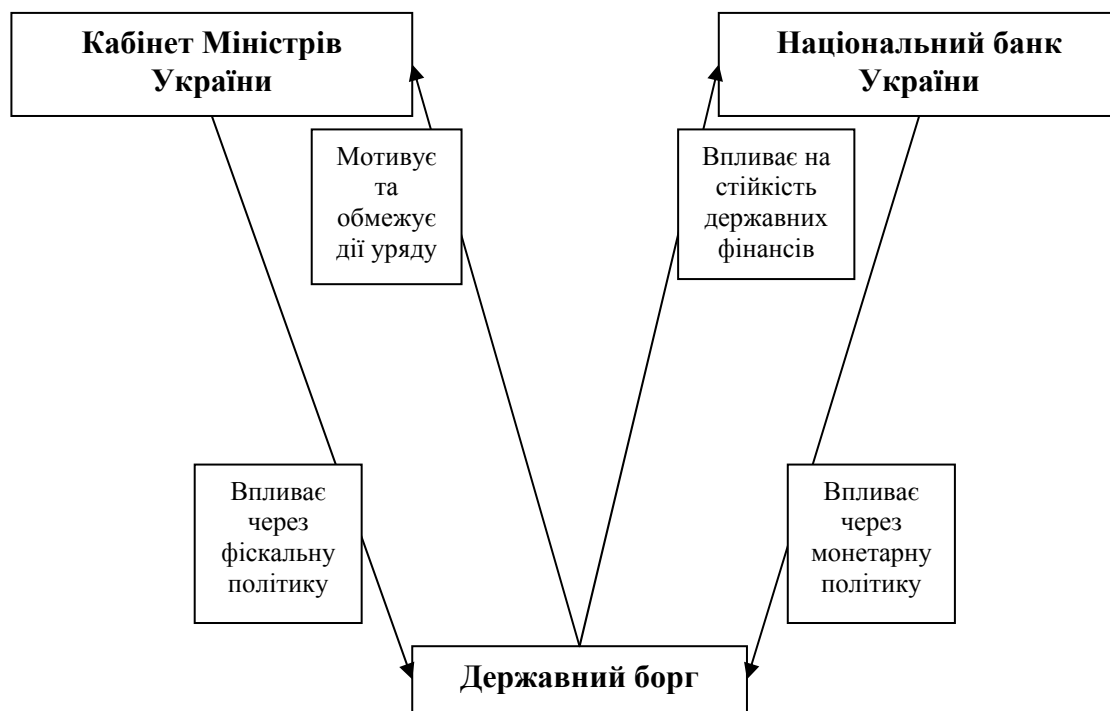 Кабінет Міністрів
України
Національний банк
України
Мотивує
та
обмежує
дії уряду
Впливає на
стійкість
державних
фінансів
Впливає
через
фіскальну
політику
Впливає
через
монетарну
політику
Державний борг